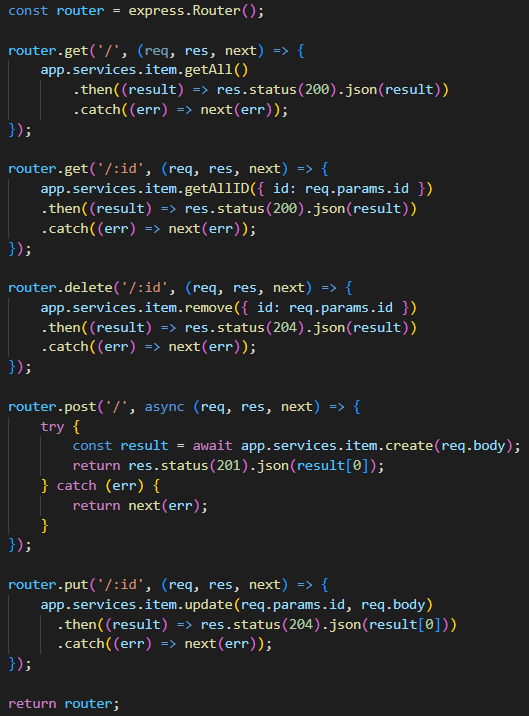 const router = express.Router();

router.get('/', (req, res, next) => {
    app.services.item.getAll()
        .then((result) => res.status(200).json(result))
        .catch((err) => next(err));
});

router.get('/:id', (req, res, next) => {
    app.services.item.getAllID({ id: req.params.id })
    .then((result) => res.status(200).json(result))
    .catch((err) => next(err));
});

router.delete('/:id', (req, res, next) => {
    app.services.item.remove({ id: req.params.id })
    .then((result) => res.status(204).json(result))
    .catch((err) => next(err));
});

router.post('/', async (req, res, next) => {
    try {
        const result = await app.services.item.create(req.body);
        return res.status(201).json(result[0]);
    } catch (err) {
        return next(err);
    }
});

router.put('/:id', (req, res, next) => {
    app.services.item.update(req.params.id, req.body)
      .then((result) => res.status(204).json(result[0]))
      .catch((err) => next(err));
});

return router;